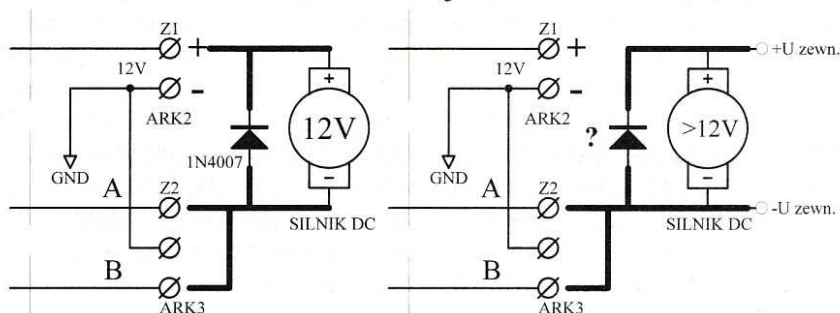 Z1
+
12V
-
ARK2
+
12V
-
1N4007
GND
A
Z2
SILNIK DC
B
ARK3
Z1
+
12V
-
ARK2
+U zewn.
+
>12V
-
?
GND
A
Z2
-U zewn.
SILNIK DC
B
ARK3